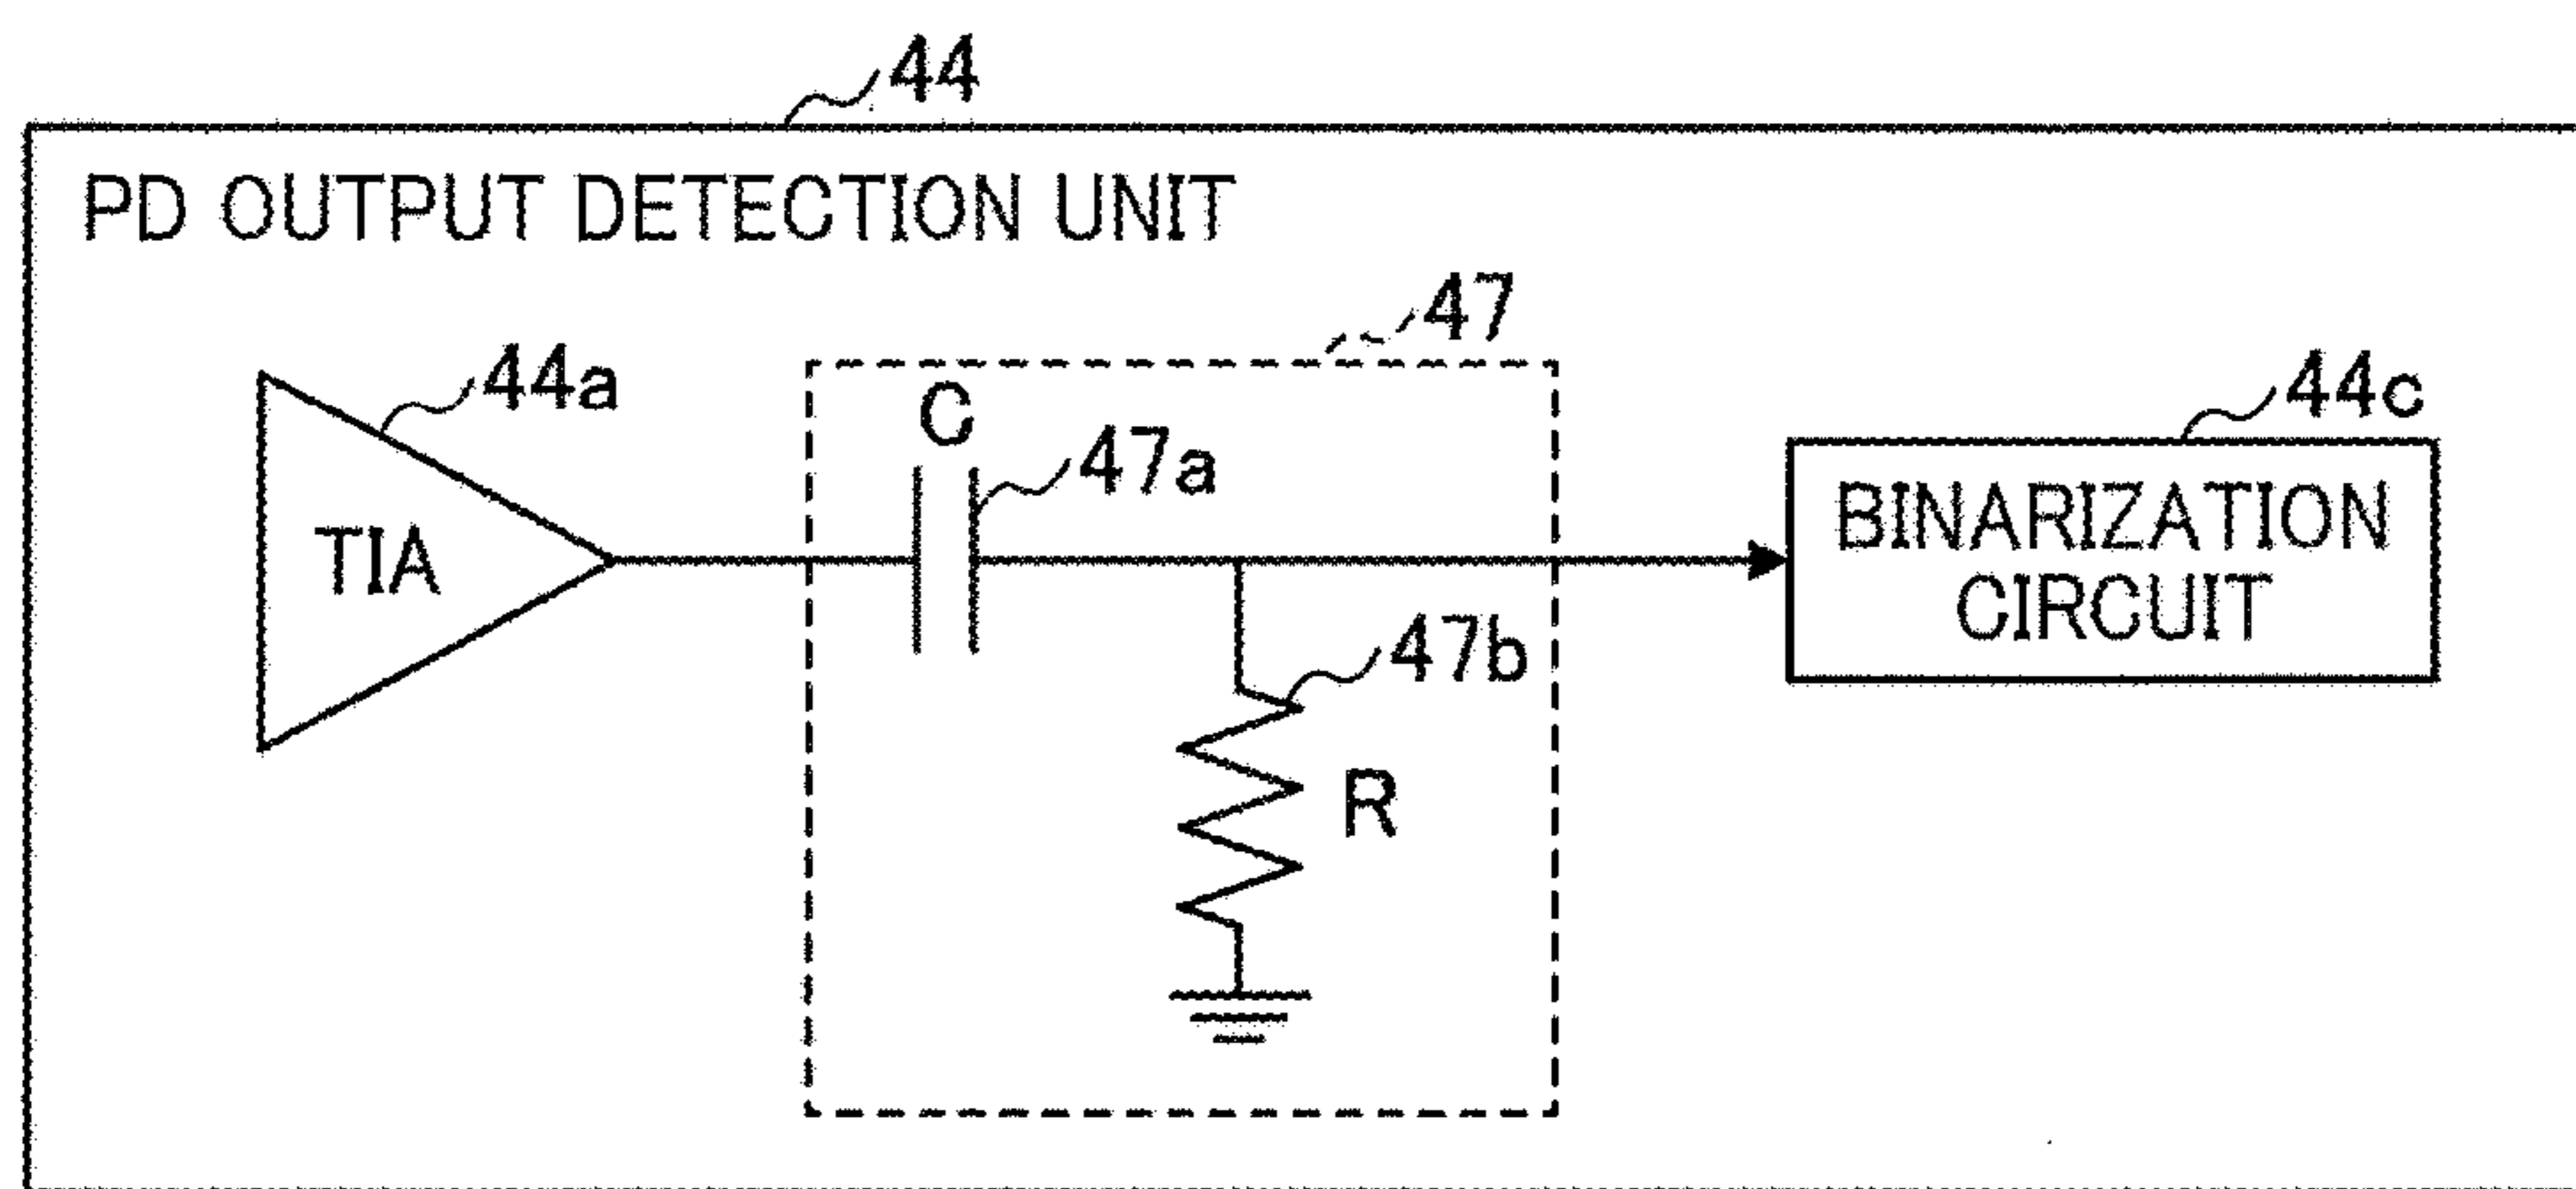 44
PD OUTPUT DETECTION UNIT
47
44a
C
44c
47a
TIA
BINARIZATION
CIRCUIT
47b
R